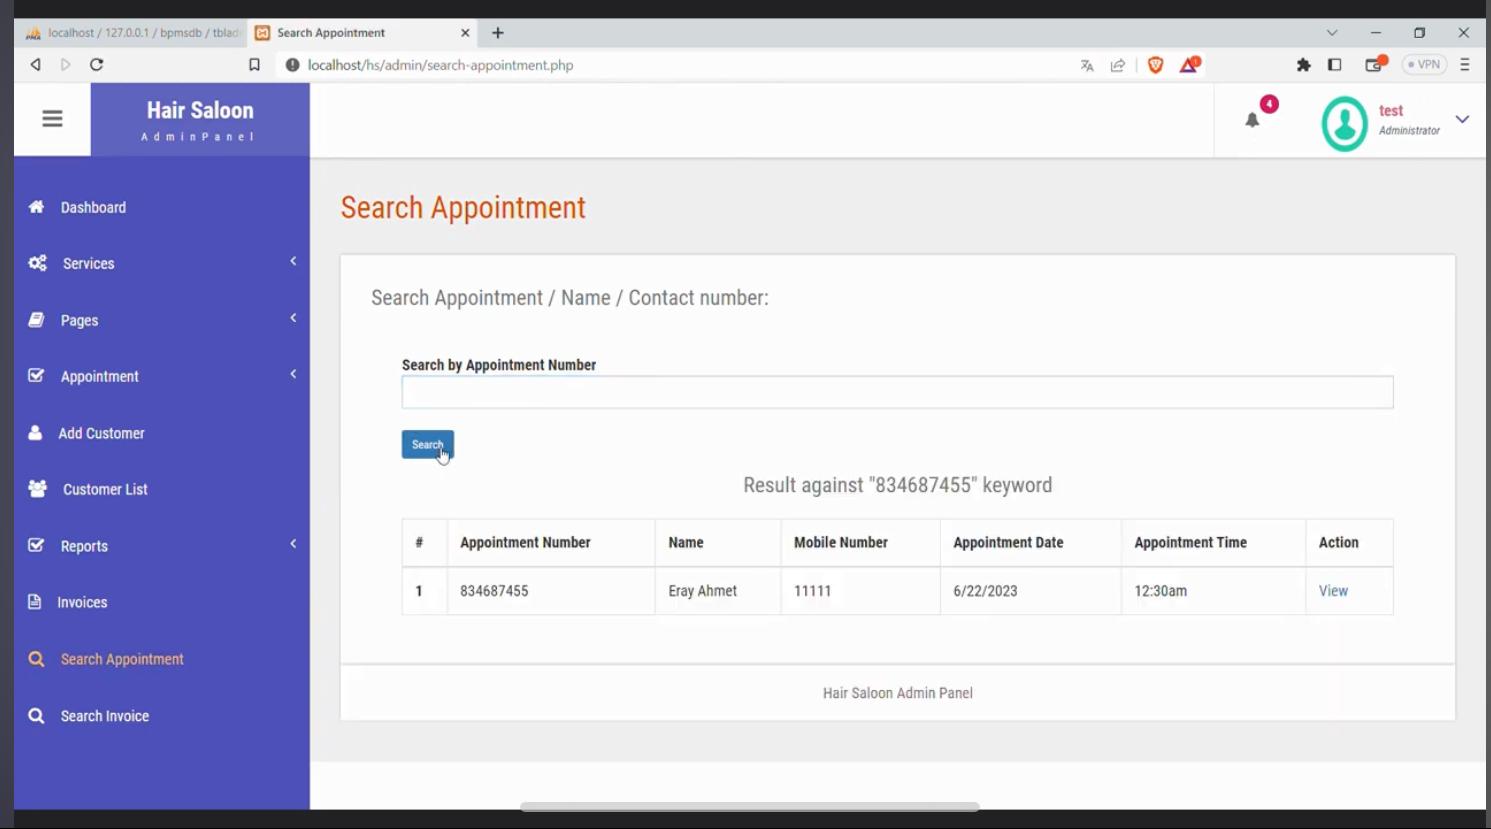 localhost / 127.0.0.1 / bpmsdb / tblad
Search Appointment
localhost/hs/admin/search-appointment.php
VPN
Hair Saloon
AdminPanel
4
test
Administrator
Dashboard
Services
Pages
Appointment
Add Customer
Customer List
Reports
Invoices
Search Appointment
Search Invoice
Search Appointment
Search Appointment / Name / Contact number:
Search by Appointment Number
Search
Result against "834687455" keyword
# Appointment Number Name Mobile Number Appointment Date Appointment Time Action
1 834687455 Eray Ahmet 11111 6/22/2023 12:30am View
Hair Saloon Admin Panel